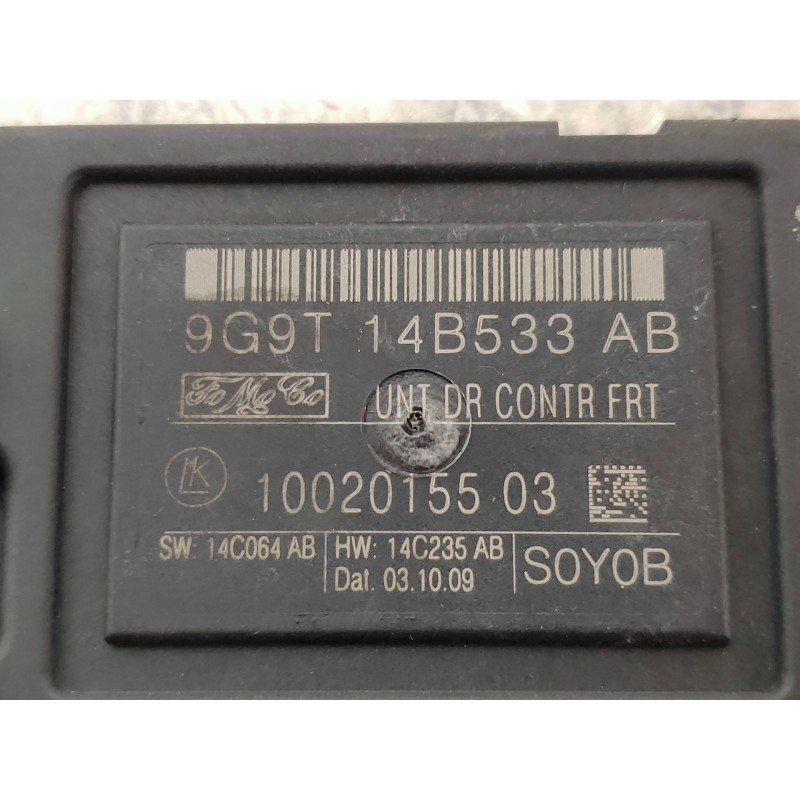 9G9T 14B533 AB
FoMoCo UNT DR CONTR FRT
LK 10020155 03
SW: 14C064 AB HW: 14C235 AB
Dat. 03.10.09
SOYOB